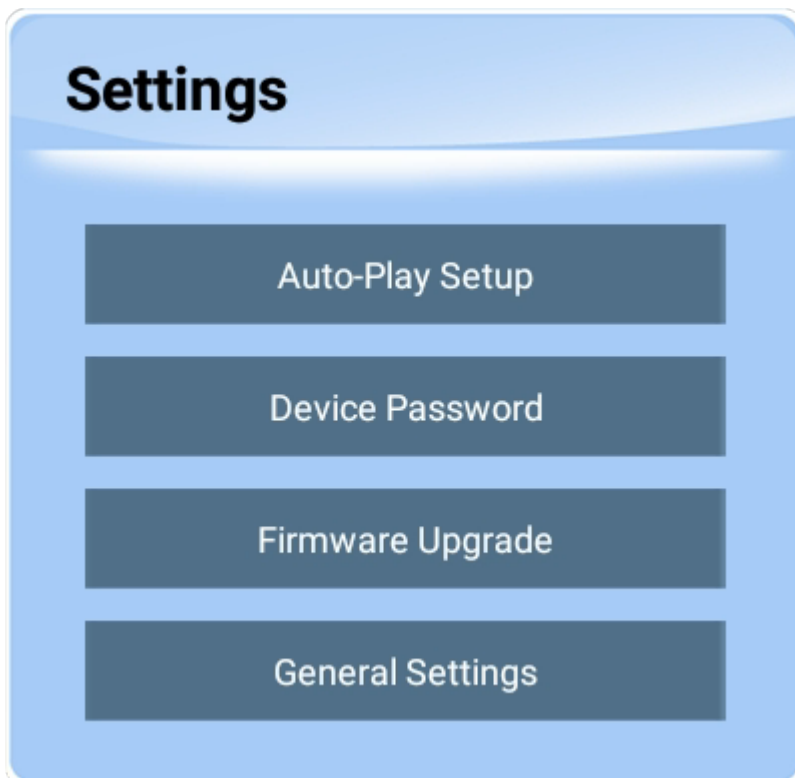 Settings
Auto-Play Setup
Device Password
Firmware Upgrade
General Settings